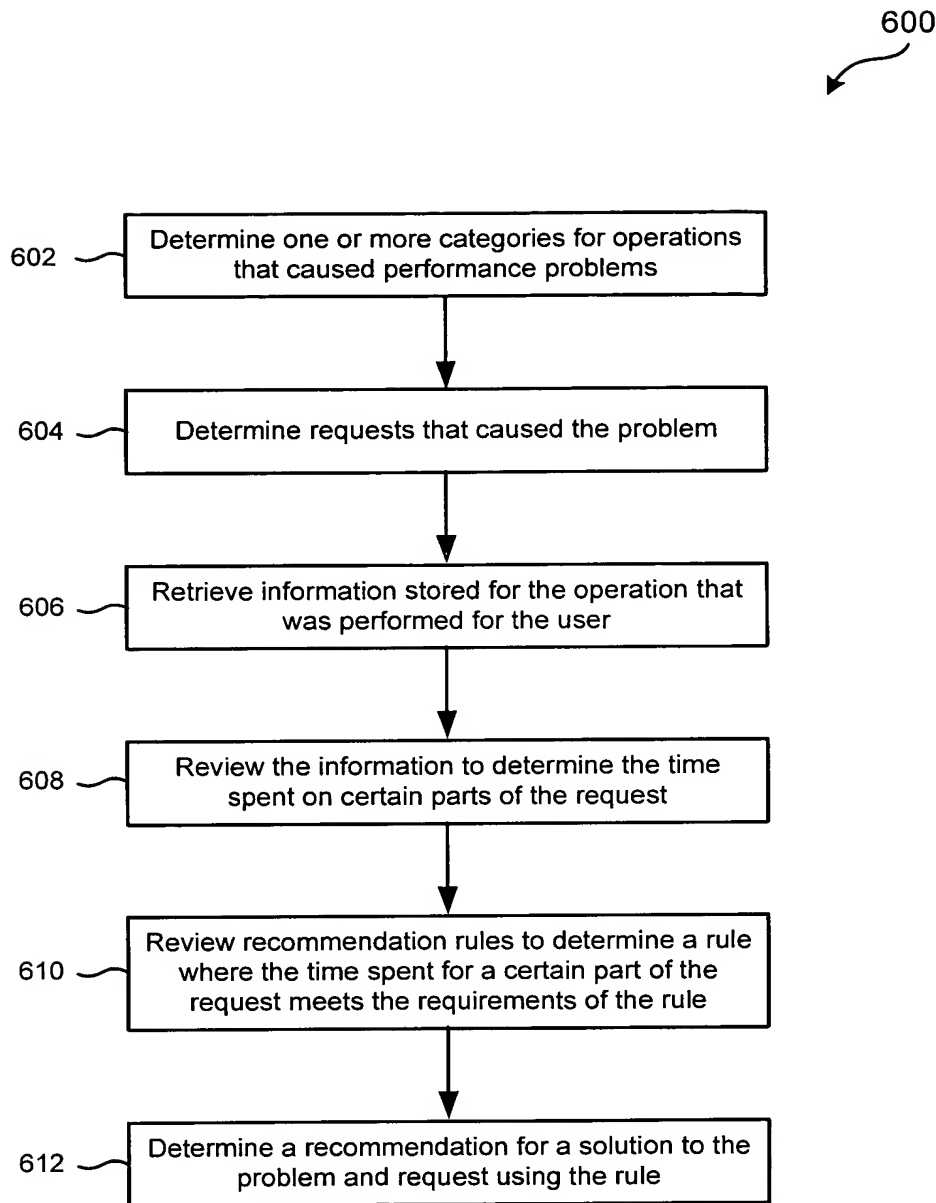 600
602
Determine one or more categories for operations
that caused performance problems
604
Determine requests that caused the problem
606
Retrieve information stored for the operation that
was performed for the user
608
Review the information to determine the time
spent on certain parts of the request
610
Review recommendation rules to determine a rule
where the time spent for a certain part of the
request meets the requirements of the rule
612
Determine a recommendation for a solution to the
problem and request using the rule